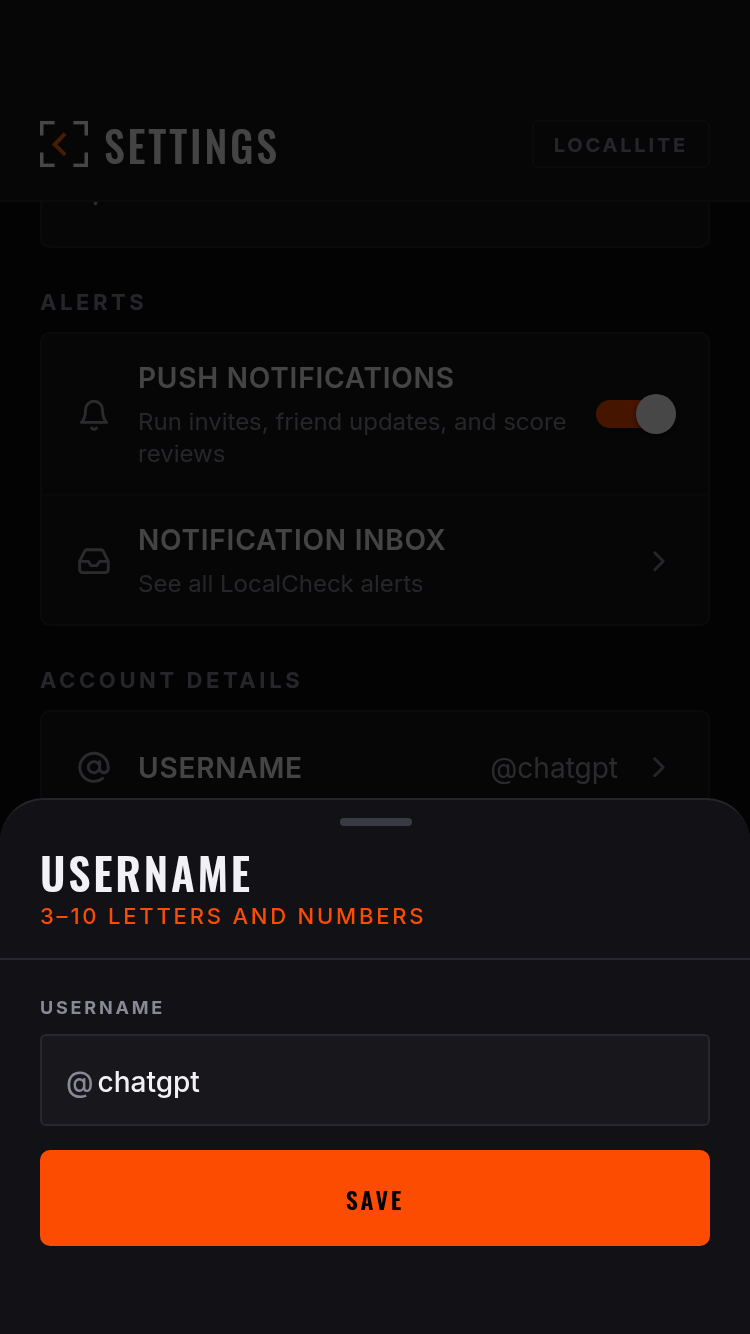 SETTINGS
LOCALLITE
ALERTS
PUSH NOTIFICATIONS
Run invites, friend updates, and score
reviews
NOTIFICATION INBOX
See all LocalCheck alerts
ACCOUNT DETAILS
USERNAME
@chatgpt
USERNAME
3–10 LETTERS AND NUMBERS
USERNAME
@chatgpt
SAVE